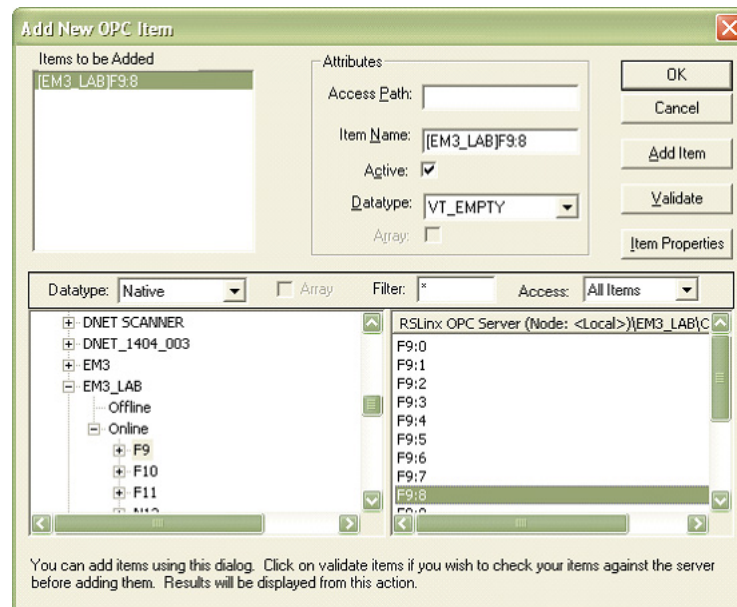 Add New OPC Item
Items to be Added
[EM3_LAB]F9:8
Attributes
Access Path:
Item Name: [EM3_LAB]F9:8
Active:
Datatype: VT_EMPTY
Array:
OK
Cancel
Add Item
Validate
Item Properties
Datatype: Native Array Filter: * Access: All Items
DNET SCANNER
DNET_1404_003
EM3
EM3_LAB
Offline
Online
F9
F10
F11
RSLinx OPC Server (Node: <Local>)\EM3_LAB\
F9:0
F9:1
F9:2
F9:3
F9:4
F9:5
F9:6
F9:7
F9:8
You can add items using this dialog. Click on validate items if you wish to check your items against the server
before adding them. Results will be displayed from this action.